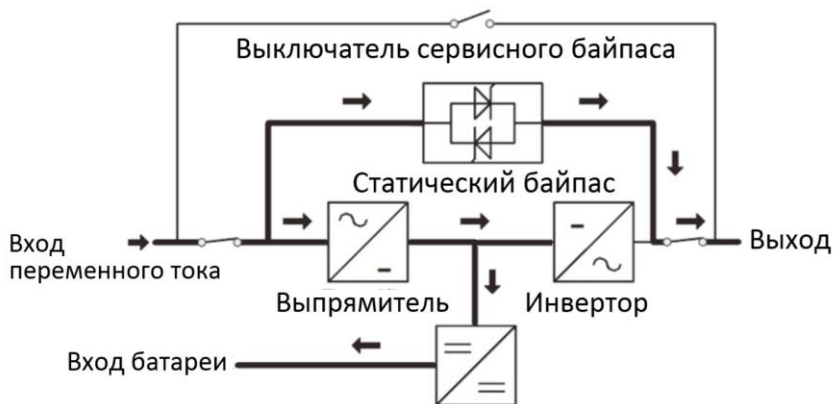 Выключатель сервисного байпаса
Статический байпас
Вход
переменного тока
Выход
Выпрямитель
Инвертор
Вход батареи